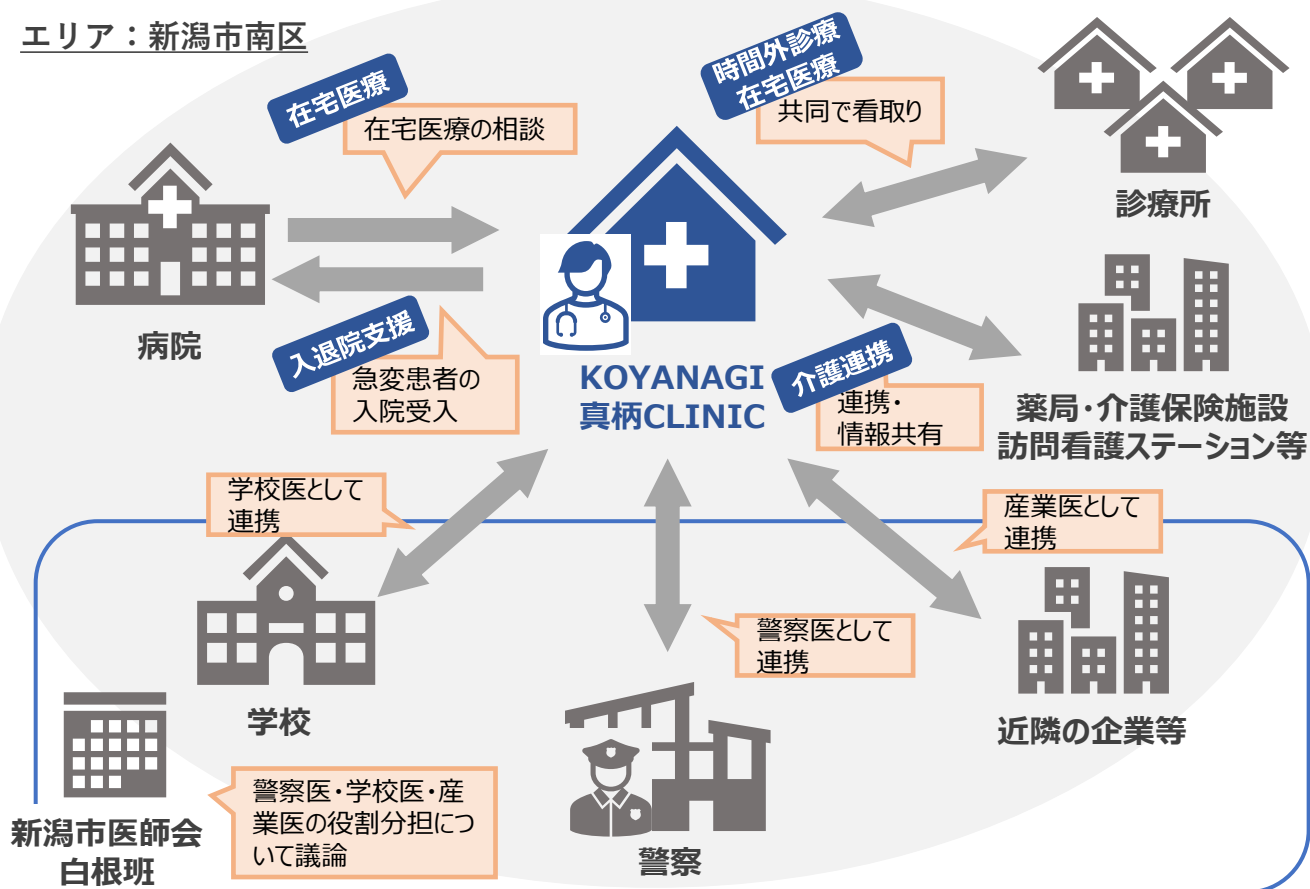 エリア：新潟市南区
在宅医療
在宅医療の相談
時間外診療
在宅医療
共同で看取り
診療所
病院
入退院支援
急変患者の
入院受入
KOYANAGI
真柄CLINIC
介護連携
連携・
情報共有
薬局・介護保険施設
訪問看護ステーション等
学校医として
連携
産業医として
連携
警察医として
連携
学校
近隣の企業等
新潟市医師会
白根班
警察医・学校医・産
業医の役割分担につ
いて議論
警察